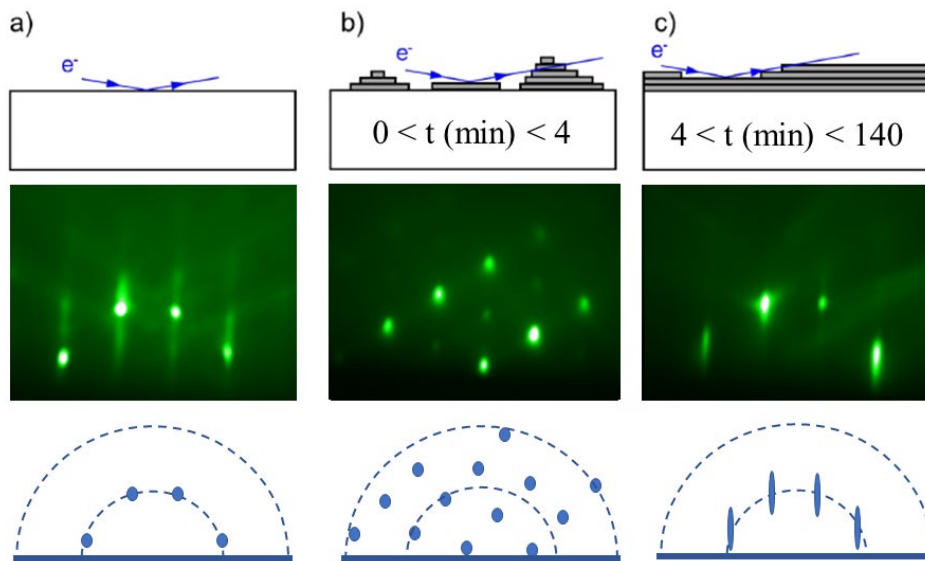 a)
e-
b)
e-
0 < t (min) < 4
c)
e-
4 < t (min) < 140